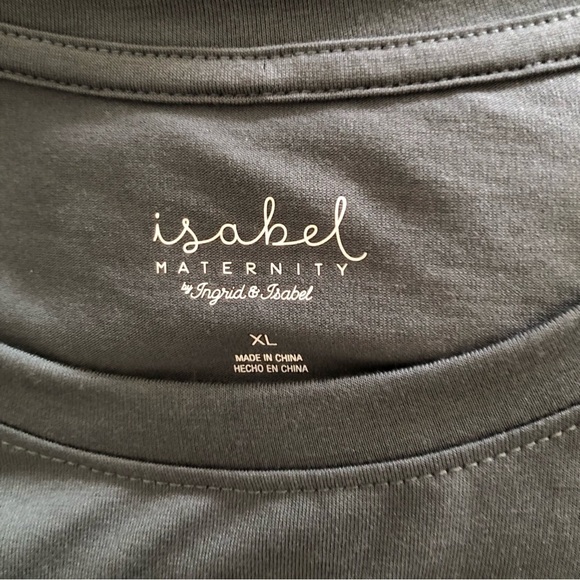 isabel
MATERNITY
by Ingrid & Isabel
XL
MADE IN CHINA
HECHO EN CHINA